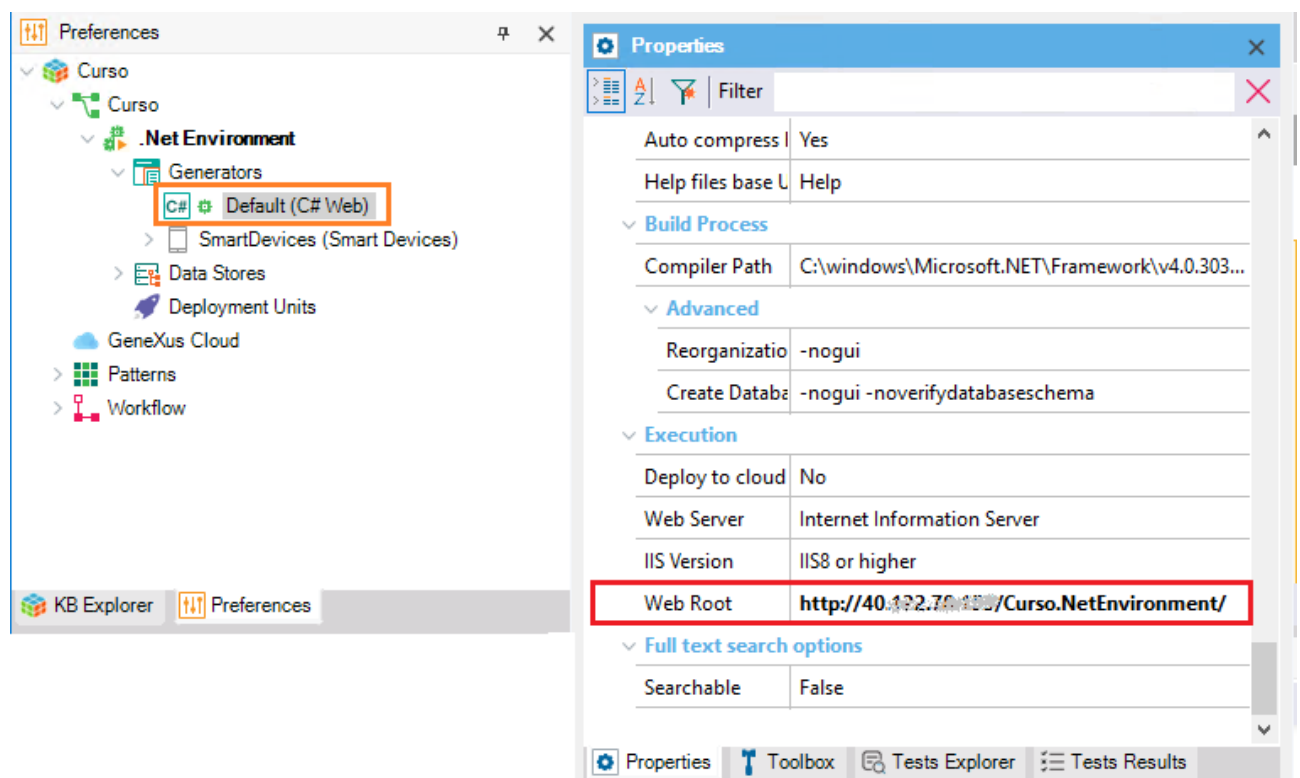 Preferences
Curso
Curso
.Net Environment
Generators
C# Default (C# Web)
SmartDevices (Smart Devices)
Data Stores
Deployment Units
GeneXus Cloud
Patterns
Workflow
KB Explorer Preferences
Properties
A Z Filter
Auto compress Yes
Help files base U Help
Build Process
Compiler Path C:\windows\Microsoft.NET\Framework\v4.0.303...
Advanced
Reorganizatio -nogui
Create Databa -nogui -noverifydatabaseschema
Execution
Deploy to cloud No
Web Server Internet Information Server
IIS Version IIS8 or higher
Web Root http://40. /Curso.NetEnvironment/
Full text search options
Searchable False
Properties Toolbox Tests Explorer Tests Results